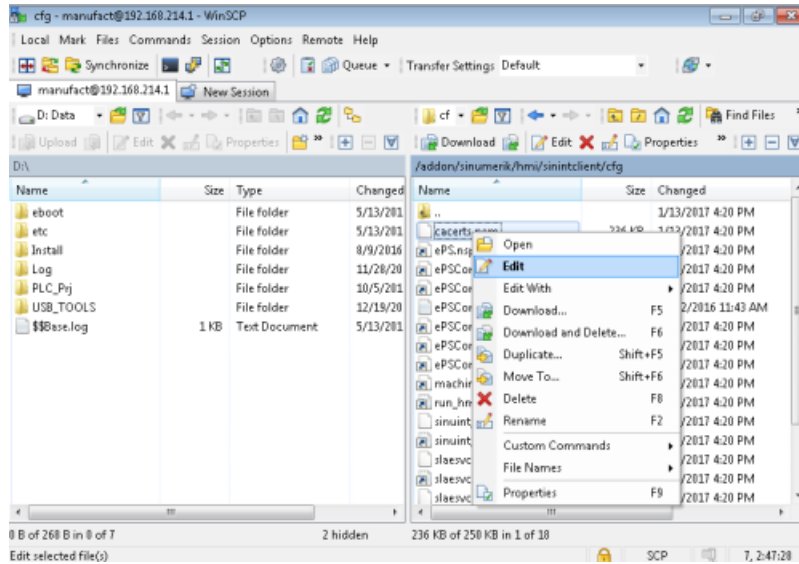 cfg - manufact@192.168.214.1 - WinSCP
Local Mark Files Commands Session Options Remote Help
Synchronize Queue Transfer Settings Default
manufact@192.168.214.1 New Session
D: Data cf Find Files
Upload Edit Properties Download Edit Properties
D:\ /addon/sinumerik/hmi/sinintclient/cfg
Name Size Type Changed Name Size Changed
eboot File folder 5/13/201 .. 1/13/2017 4:20 PM
etc File folder 5/13/201 cacerts.pem 236 KB 1/13/2017 4:20 PM
Install File folder 8/9/2016 ePS.nsp Open /2017 4:20 PM
Log File folder 11/28/20 ePSCor Edit /2017 4:20 PM
PLC_Prj File folder 10/5/201 ePSCor Edit With /2017 4:20 PM
USB_TOOLS File folder 12/19/20 ePSCor Download... F5 2/2016 11:43 AM
$$Base.log 1 KB Text Document 5/13/201 ePSCor Download and Delete... F6 /2017 4:20 PM
ePSCor Duplicate... Shift+F5 /2017 4:20 PM
ePSCor Move To... Shift+F6 /2017 4:20 PM
machin Delete F8 /2017 4:20 PM
run_hm Rename F2 /2017 4:20 PM
sinuint /2017 4:20 PM
sinuint Custom Commands /2017 4:20 PM
slaesvc File Names /2017 4:20 PM
slaesvc /2017 4:20 PM
slaesvc Properties F9 /2017 4:20 PM
0 B of 268 B in 0 of 7 2 hidden 236 KB of 250 KB in 1 of 18
Edit selected file(s) SCP 7, 2:47:28